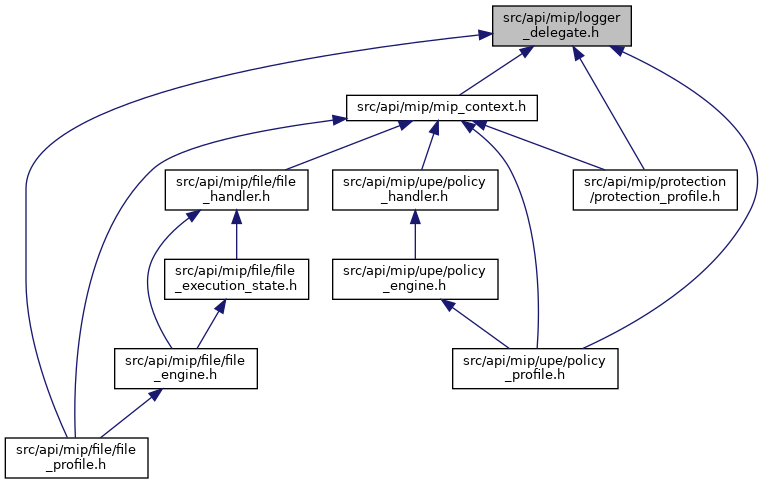 src/api/mip/logger
_delegate.h
src/api/mip/mip_context.h
src/api/mip/file/file
_handler.h
src/api/mip/upe/policy
_handler.h
src/api/mip/protection
/protection_profile.h
src/api/mip/file/file
_execution_state.h
src/api/mip/upe/policy
_engine.h
src/api/mip/file/file
_engine.h
src/api/mip/upe/policy
_profile.h
src/api/mip/file/file
_profile.h